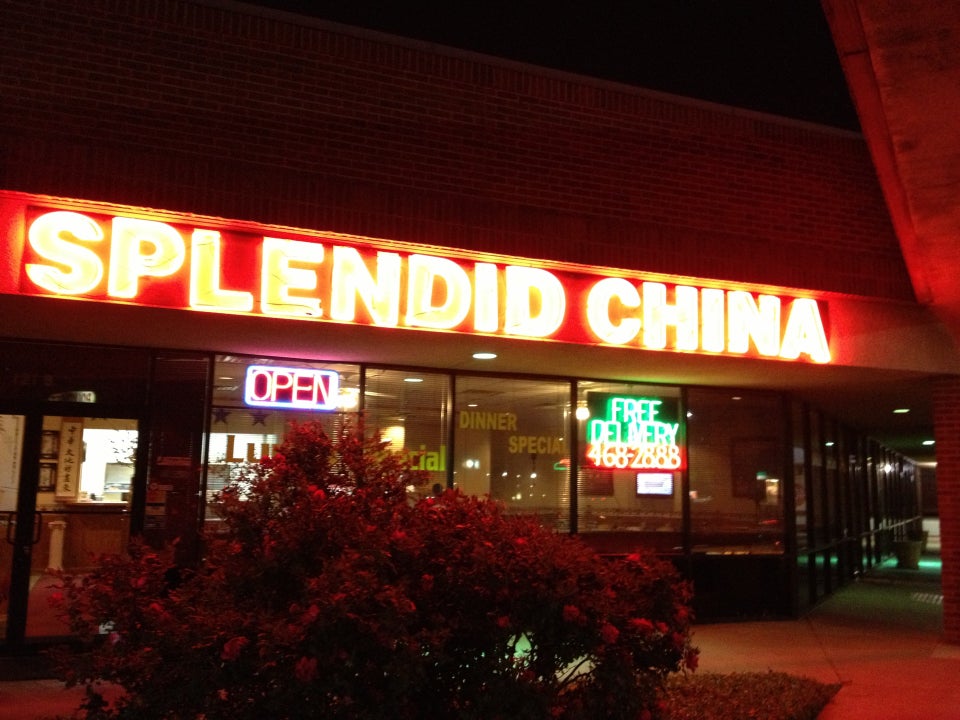 SPLENDID CHINA
OPEN
DINNER
SPECIAL
FREE
DELIVERY
468-2888